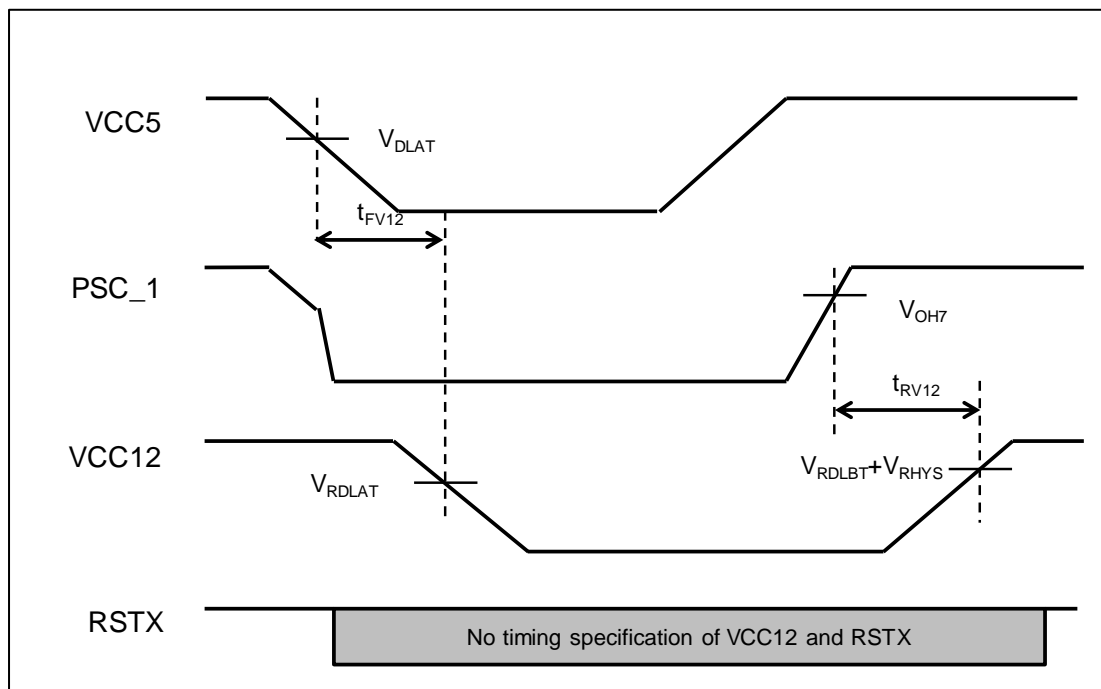 VCC5
VDLAT
tFV12
PSC_1
VOH7
tRV12
VCC12
VRDLAT
VRDLBT+VRHYS
RSTX
No timing specification of VCC12 and RSTX